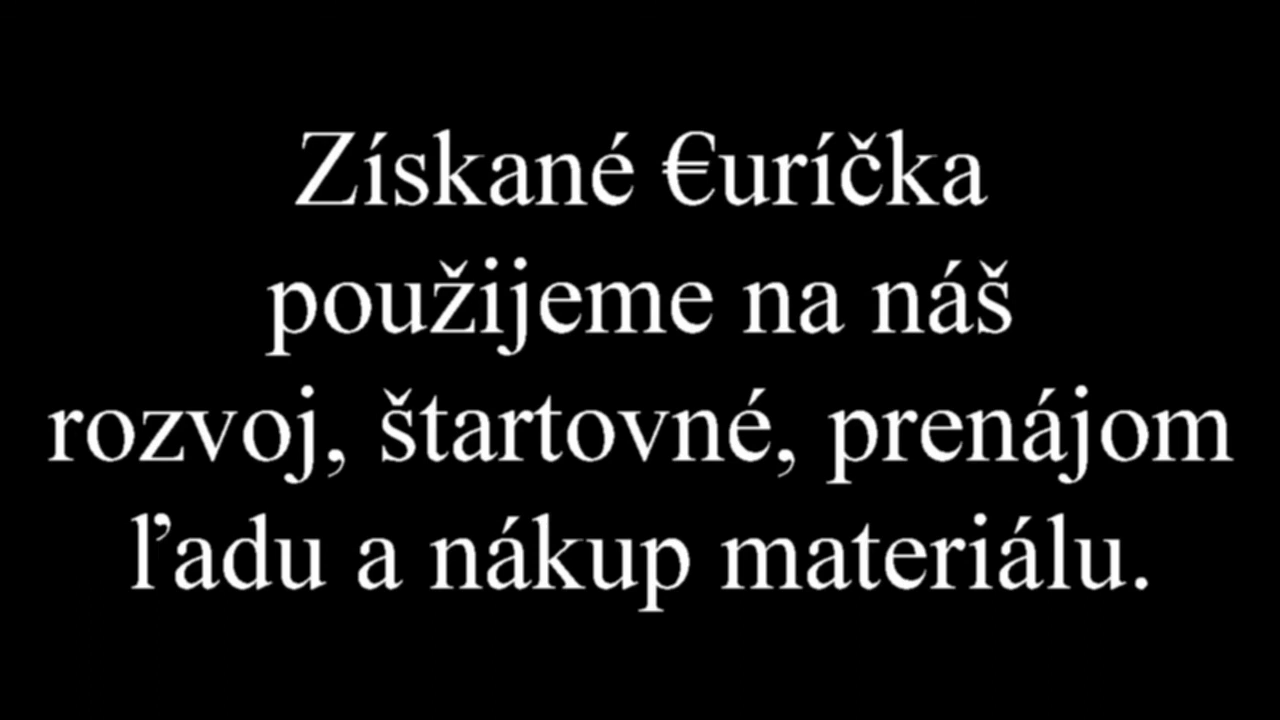 Získané €uríčka
použijeme na náš
rozvoj, štartovné, prenájom
ľadu a nákup materiálu.